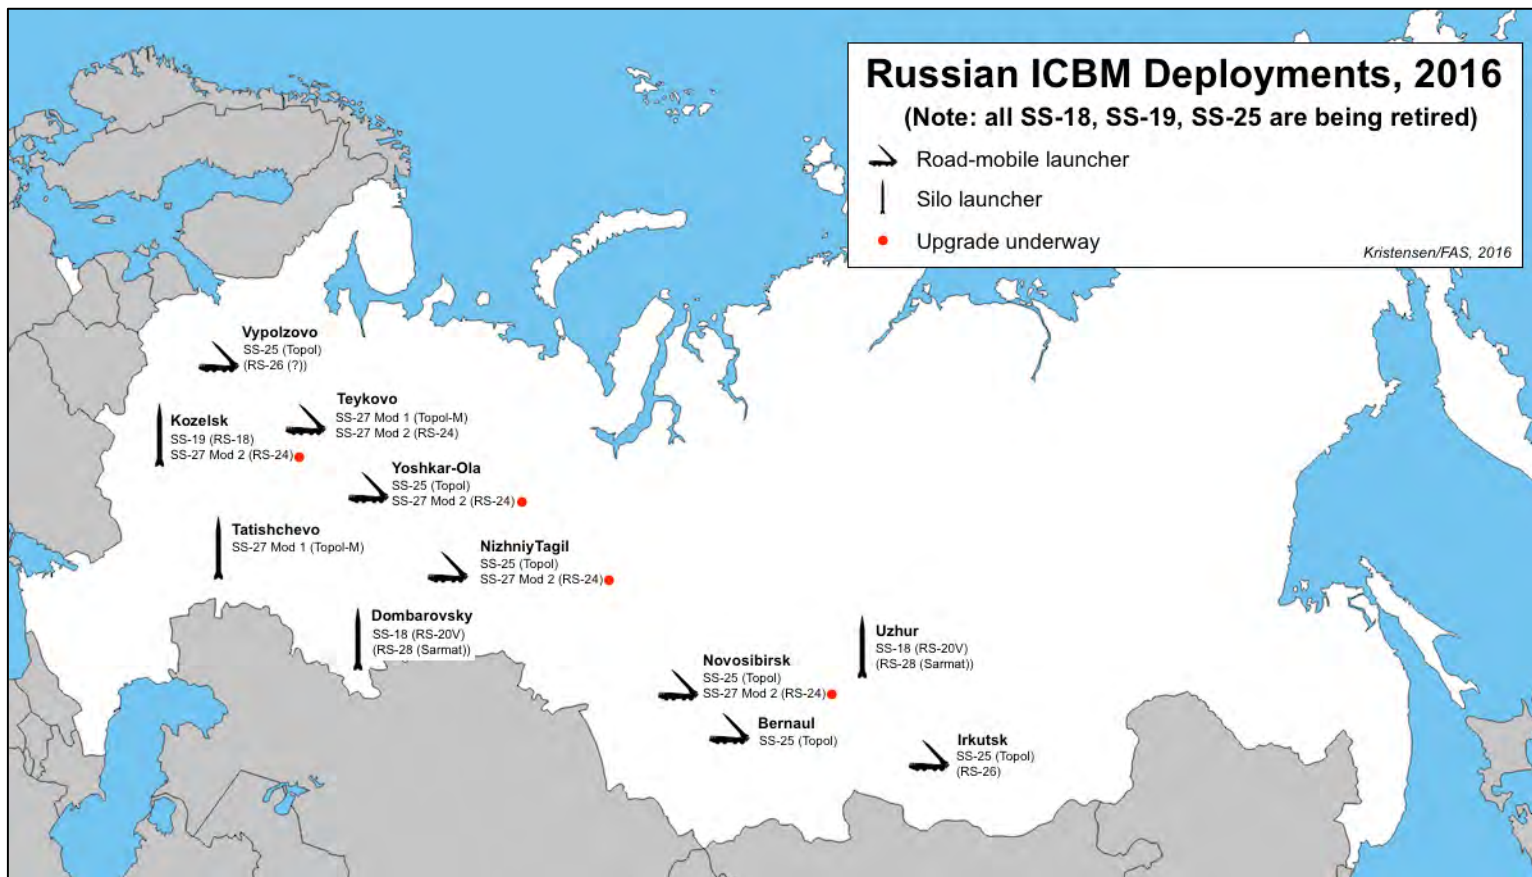 Russian ICBM Deployments, 2016
(Note: all SS-18, SS-19, SS-25 are being retired)
Road-mobile launcher
Silo launcher
Upgrade underway
Kristensen/FAS, 2016
Vypolzovo
SS-25 (Topol)
(RS-26 (?))
Teykovo
SS-27 Mod 1 (Topol-M)
SS-27 Mod 2 (RS-24)
Kozelsk
SS-19 (RS-18)
SS-27 Mod 2 (RS-24)
Yoshkar-Ola
SS-25 (Topol)
SS-27 Mod 2 (RS-24)
Tatishchevo
SS-27 Mod 1 (Topol-M)
NizhniyTagil
SS-25 (Topol)
SS-27 Mod 2 (RS-24)
Dombarovsky
SS-18 (RS-20V)
(RS-28 (Sarmat))
Uzhur
SS-18 (RS-20V)
(RS-28 (Sarmat))
Novosibirsk
SS-25 (Topol)
SS-27 Mod 2 (RS-24)
Bernaul
SS-25 (Topol)
Irkutsk
SS-25 (Topol)
(RS-26)